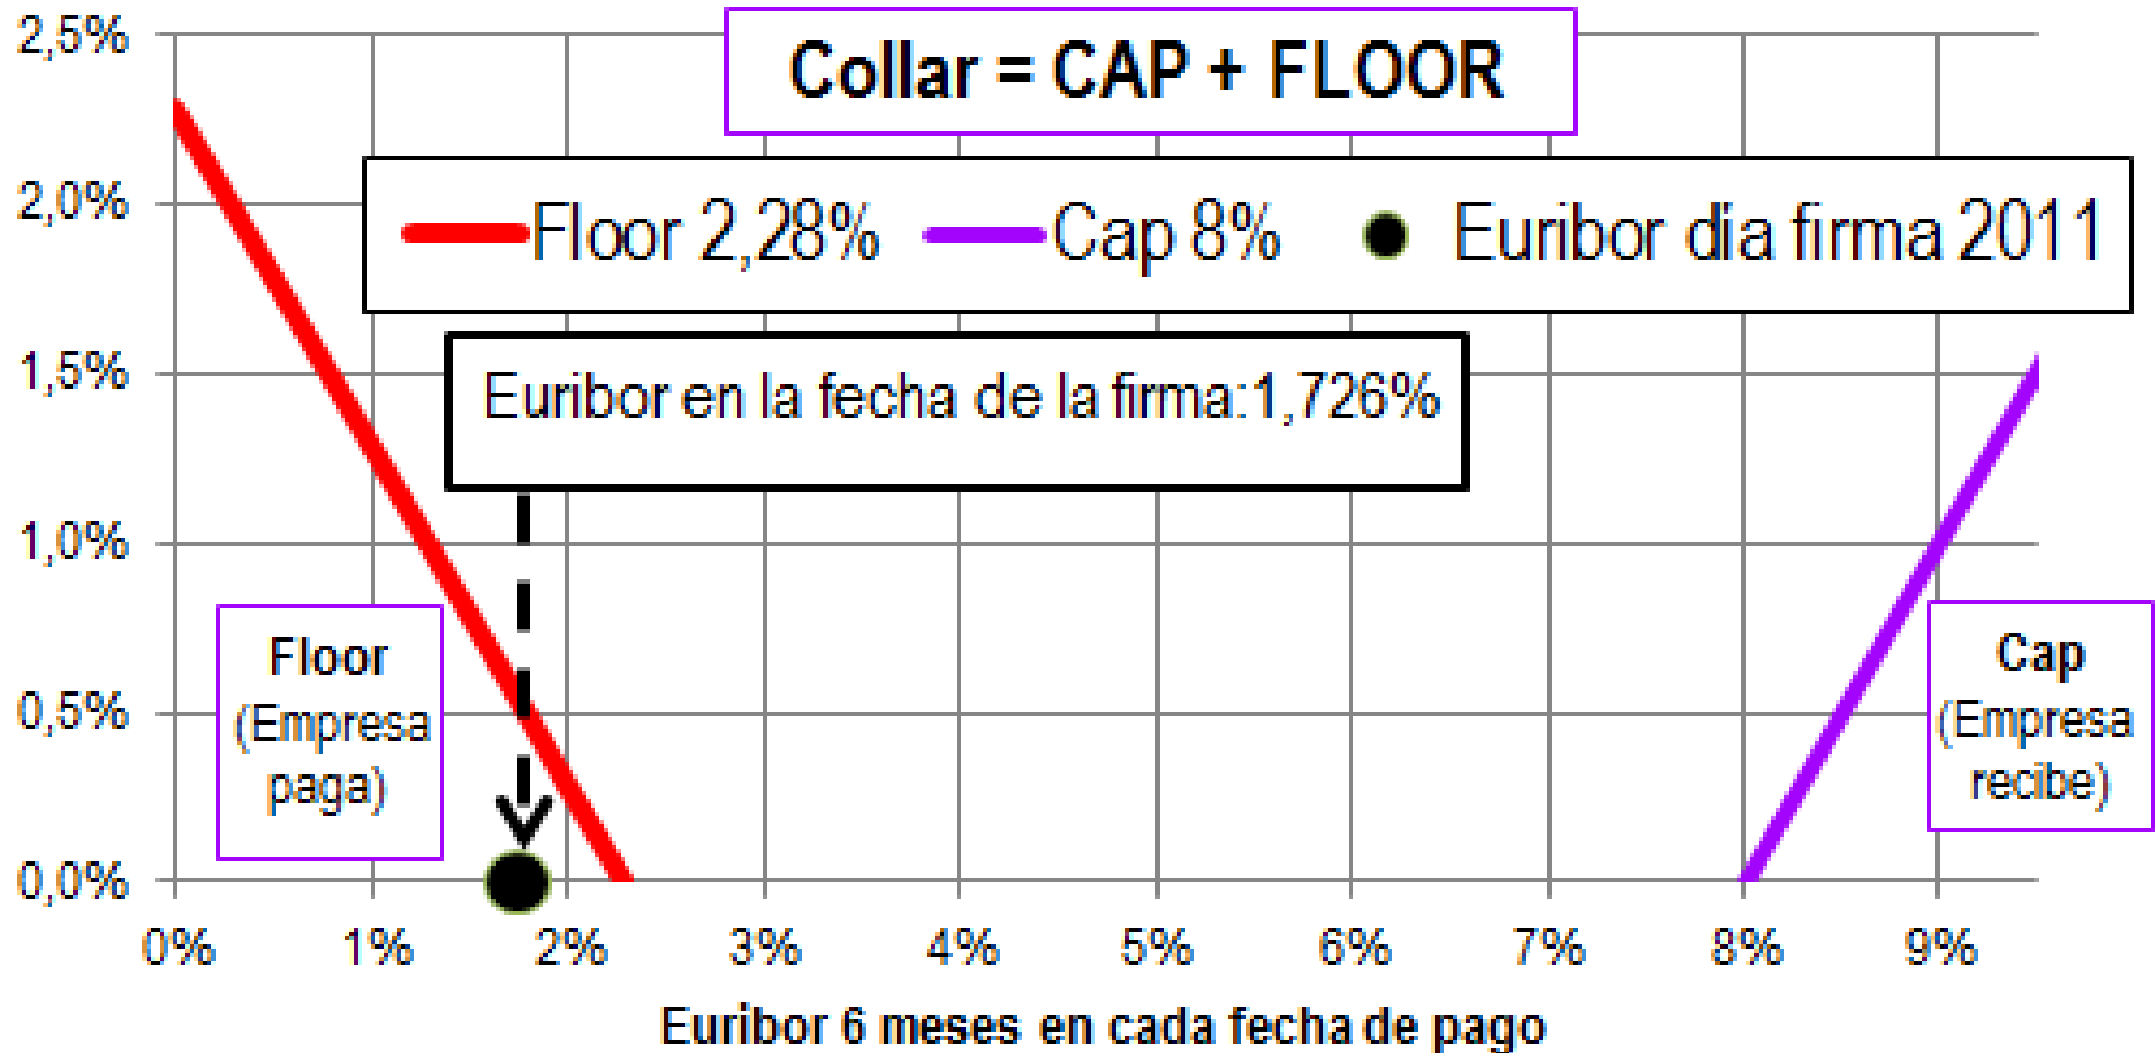 Collar = CAP + FLOOR
Floor 2,28% Cap 8% Euribor día firma 2011
Euribor en la fecha de la firma:1,726%
2,5%
2,0%
1,5%
1,0%
0,5%
0,0%
Floor
(Empresa
paga)
Cap
(Empresa
recibe)
0% 1% 2% 3% 4% 5% 6% 7% 8% 9%
Euribor 6 meses en cada fecha de pago